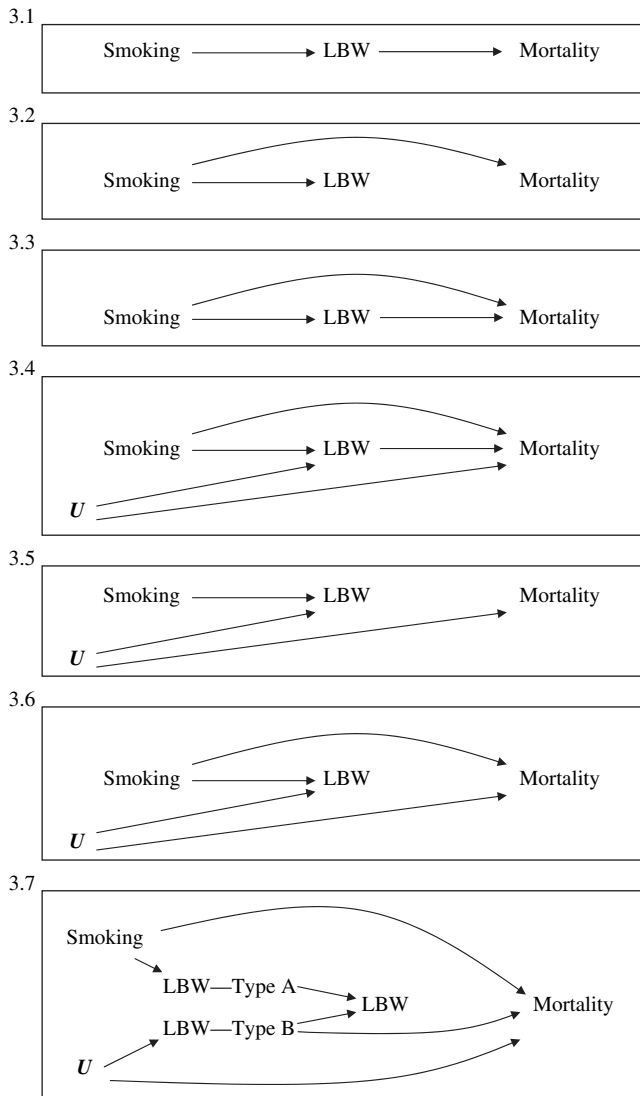 3.1
Smoking LBW Mortality
3.2
Smoking LBW Mortality
3.3
Smoking LBW Mortality
3.4
Smoking LBW Mortality
U
3.5
Smoking LBW Mortality
U
3.6
Smoking LBW Mortality
U
3.7
Smoking
LBW—Type A
LBW Mortality
LBW—Type B
U